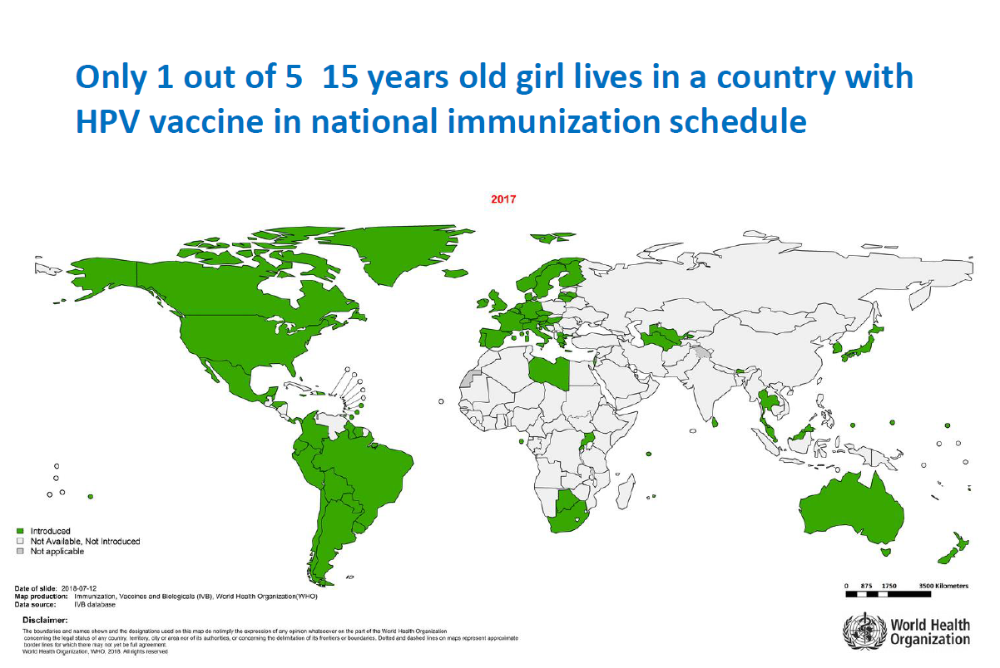 Only 1 out of 5  15 years old girl lives in a country with
HPV vaccine in national immunization schedule
2017
Introduced
Not Available, Not Introduced
Not applicable
Date of slide: 2018-07-12
Map production: Immunization, Vaccines and Biologicals (IVB), World Health Organization(WHO)
Data source: IVB database
0 875 1750 3500 Kilometers
Disclaimer:
The boundaries and names shown and the designations used on this map do notimply the expression of any opinion whatsoever on the part of the World Health Organization
concerning the legal status of any country, territory, city or area nor of its authorities, or concerning the delimitation of its frontiers or boundaries. Dotted and dashed lines on maps represent approximate
border lines for which there may not yet be full agreement.
World Health Organization, WHO, 2018. All rights reserved
World Health
Organization